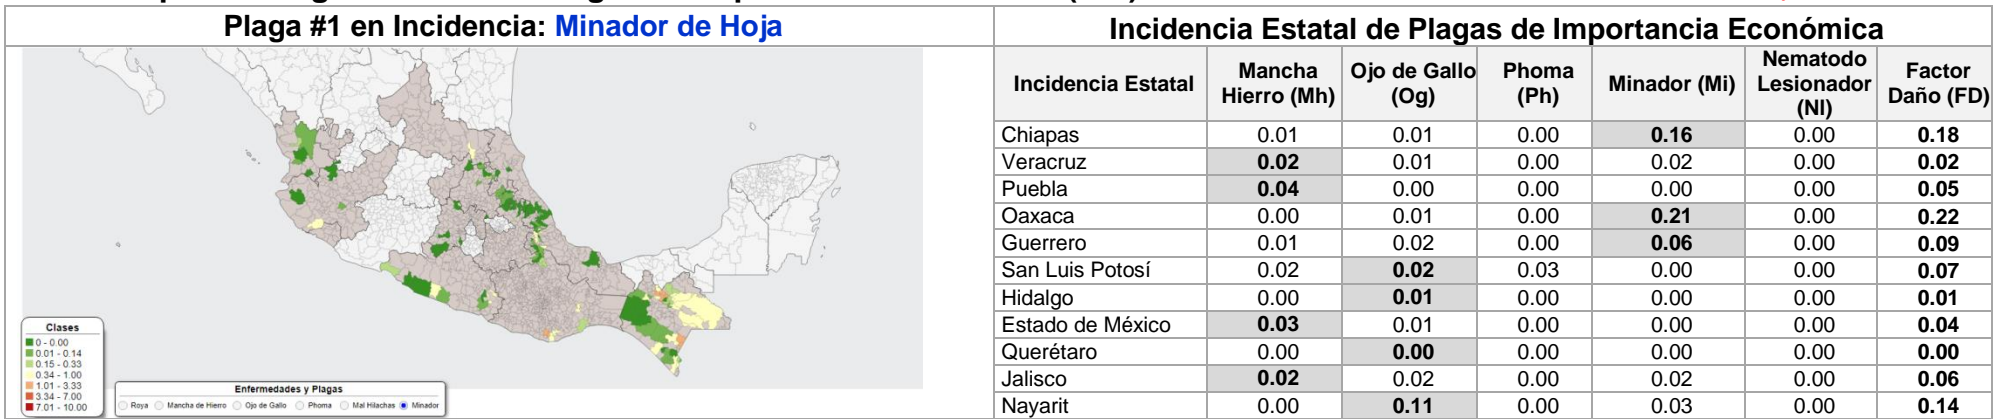 Plaga #1 en Incidencia: Minador de Hoja
Clases
0 - 0.00
0.01 - 0.14
0.15 - 0.33
0.34 - 1.00
1.01 - 3.33
3.34 - 7.00
7.01 - 10.00
Enfermedades y Plagas
Roya Mancha de Hierro Ojo de Gallo Phoma Mal Hilachas Minador
Incidencia Estatal de Plagas de Importancia Económica
Incidencia Estatal Mancha Hierro (Mh) Ojo de Gallo (Og) Phoma (Ph) Minador (Mi) Nematodo Lesionador (Nl) Factor Daño (FD)
Chiapas 0.01 0.01 0.00 0.16 0.00 0.18
Veracruz 0.02 0.01 0.00 0.02 0.00 0.02
Puebla 0.04 0.00 0.00 0.00 0.00 0.05
Oaxaca 0.00 0.01 0.00 0.21 0.00 0.22
Guerrero 0.01 0.02 0.00 0.06 0.00 0.09
San Luis Potosí 0.02 0.02 0.03 0.00 0.00 0.07
Hidalgo 0.00 0.01 0.00 0.00 0.00 0.01
Estado de México 0.03 0.01 0.00 0.00 0.00 0.04
Querétaro 0.00 0.00 0.00 0.00 0.00 0.00
Jalisco 0.02 0.02 0.00 0.02 0.00 0.06
Nayarit 0.00 0.11 0.00 0.03 0.00 0.14